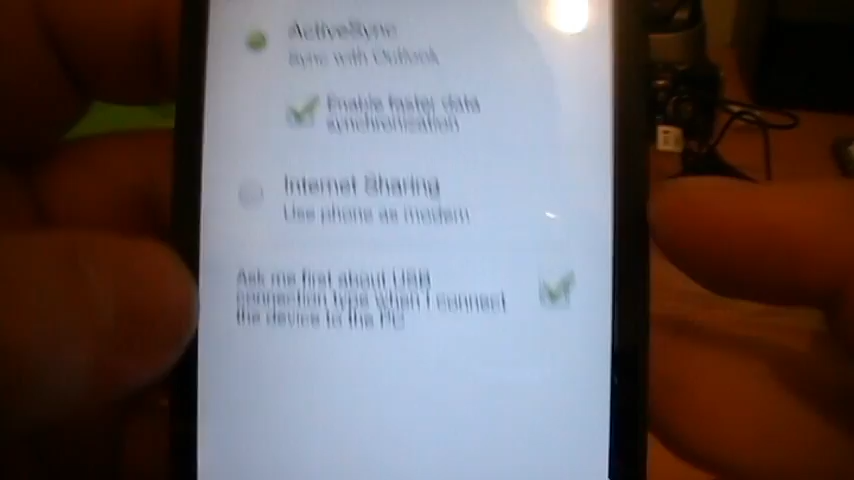 ActiveSync
Sync with Outlook
Enable faster data
synchronization
Internet Sharing
Use phone as modem
Ask me first about USB
connection type when I connect
the device to the PC